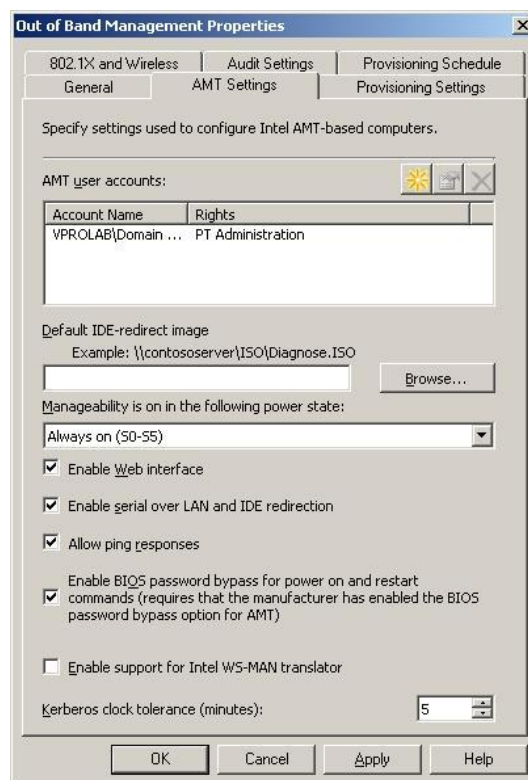 Out of Band Management Properties
802.1X and Wireless
Audit Settings
Provisioning Schedule
General
AMT Settings
Provisioning Settings
Specify settings used to configure Intel AMT-based computers.
AMT user accounts:
Account Name
Rights
VPROLAB\Domain ...
PT Administration
Default IDE-redirect image
Example: \\contososerver\ISO\Diagnose.ISO
Browse...
Manageability is on in the following power state:
Always on (S0-S5)
Enable Web interface
Enable serial over LAN and IDE redirection
Allow ping responses
Enable BIOS password bypass for power on and restart
commands (requires that the manufacturer has enabled the BIOS
password bypass option for AMT)
Enable support for Intel WS-MAN translator
Kerberos clock tolerance (minutes):
5
OK
Cancel
Apply
Help